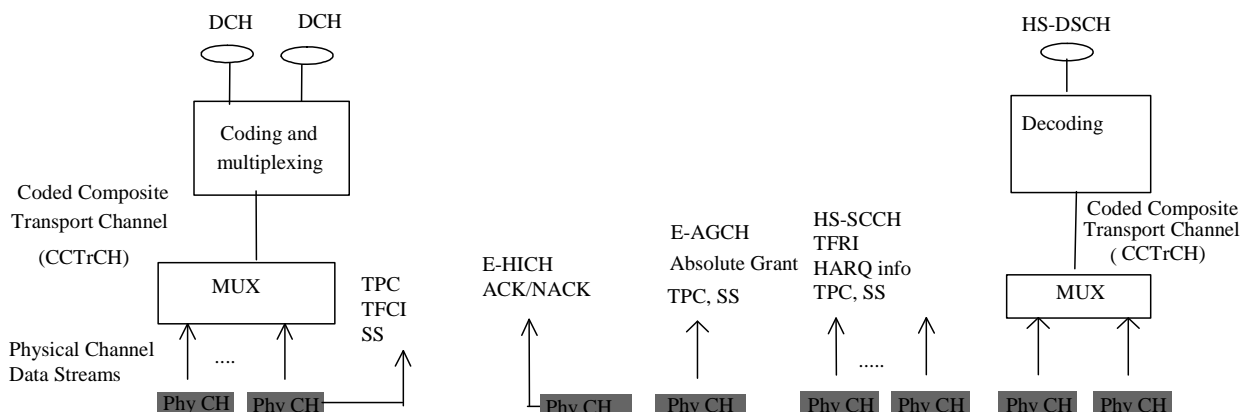 DCH
DCH
Coding and
multiplexing
Coded Composite
Transport Channel
(CCTrCH)
MUX
TPC
TFCI
SS
Physical Channel
Data Streams
....
Phy CH
Phy CH
E-HICH
ACK/NACK
Phy CH
E-AGCH
Absolute Grant
TPC, SS
Phy CH
HS-SCCH
TFRI
HARQ info
TPC, SS
.....
Phy CH
Phy CH
HS-DSCH
Decoding
Coded Composite
Transport Channel
( CCTrCH)
MUX
Phy CH
Phy CH